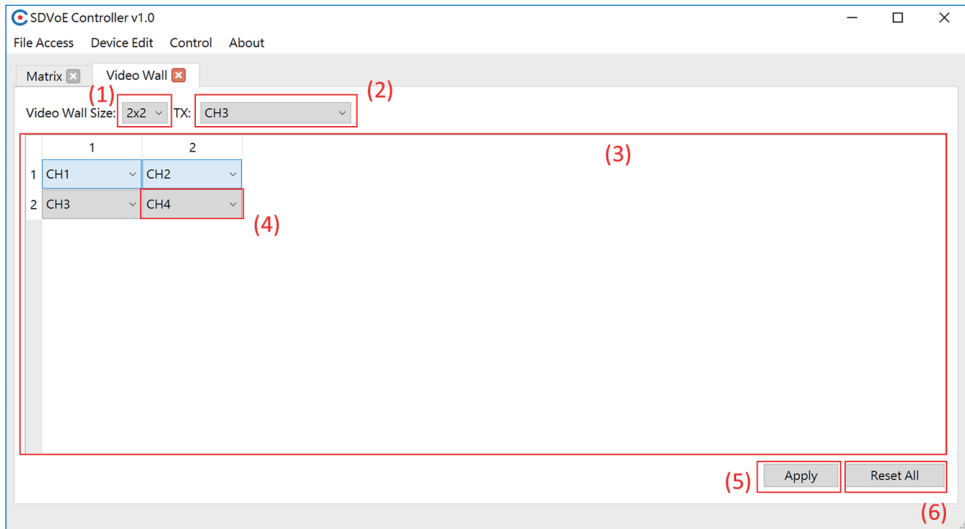 SDVoE Controller v1.0
File Access Device Edit Control About
Matrix Video Wall
(1) (2)
Video Wall Size: 2x2 TX: CH3
(3)
1 2
1 CH1 CH2
2 CH3 CH4
(4)
(5) Apply Reset All
(6)